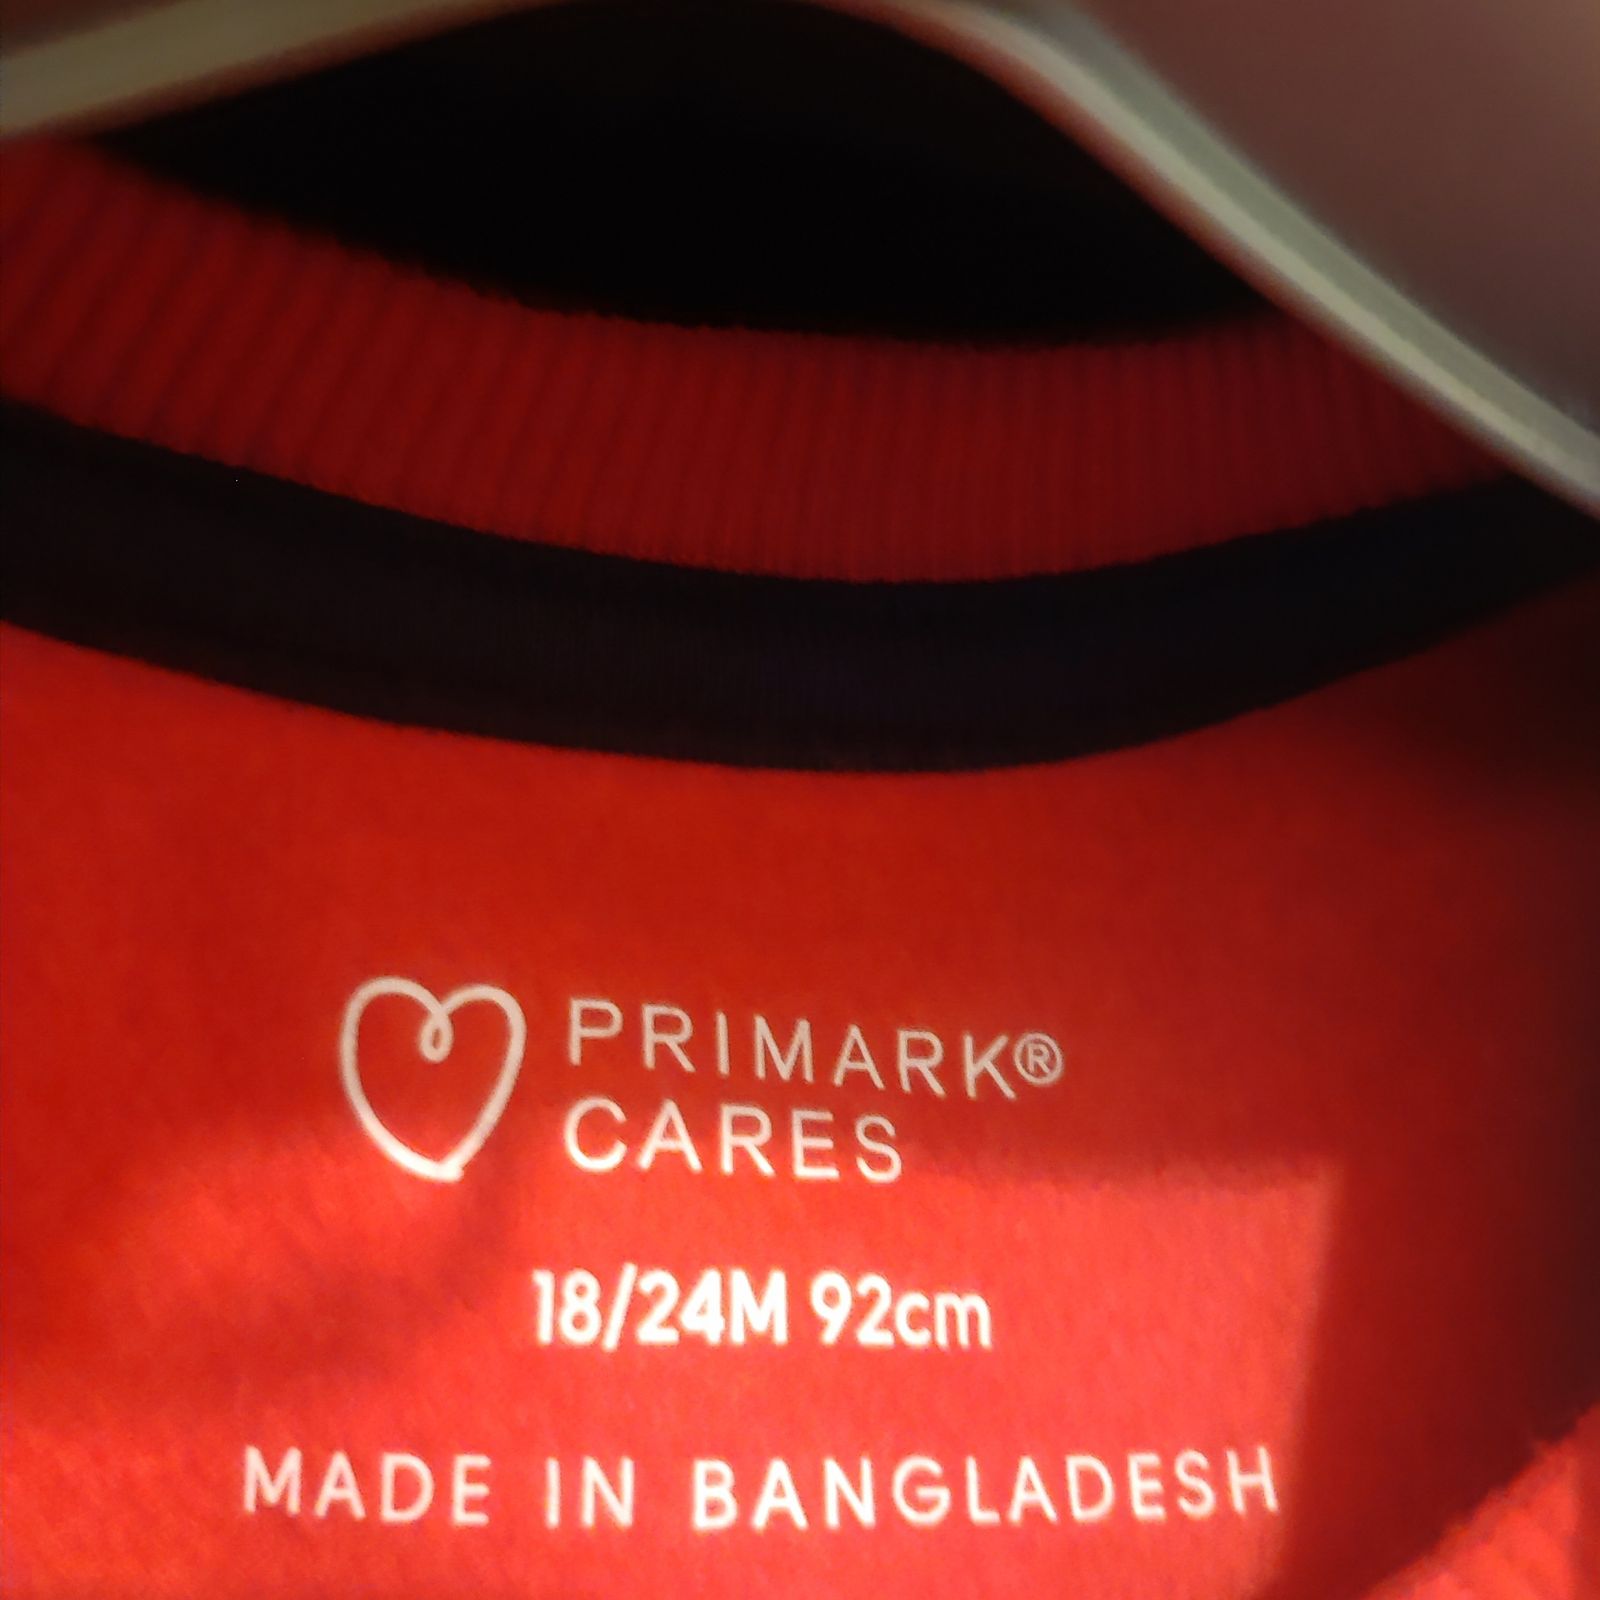 PRIMARK®
CARES
18/24M 92cm
MADE IN BANGLADESH